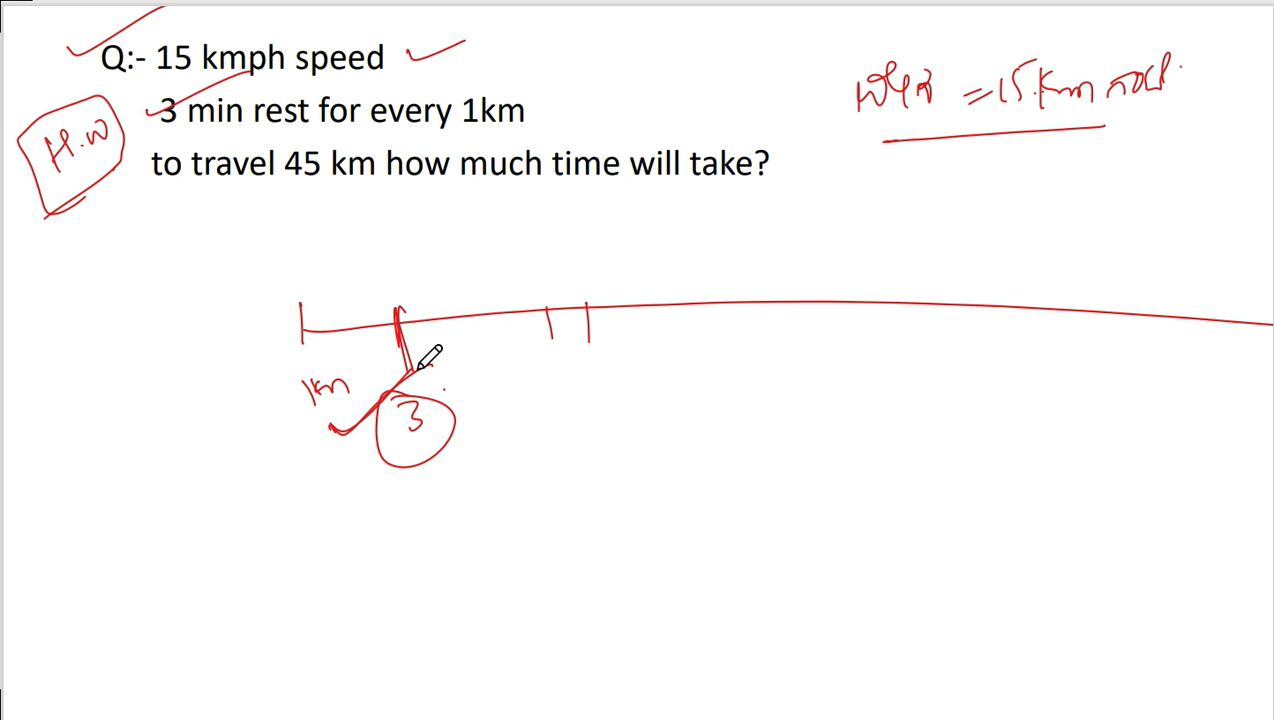 Q:- 15 kmph speed
= 15 Km
3 min rest for every 1km
H.W
to travel 45 km how much time will take?
1km
3